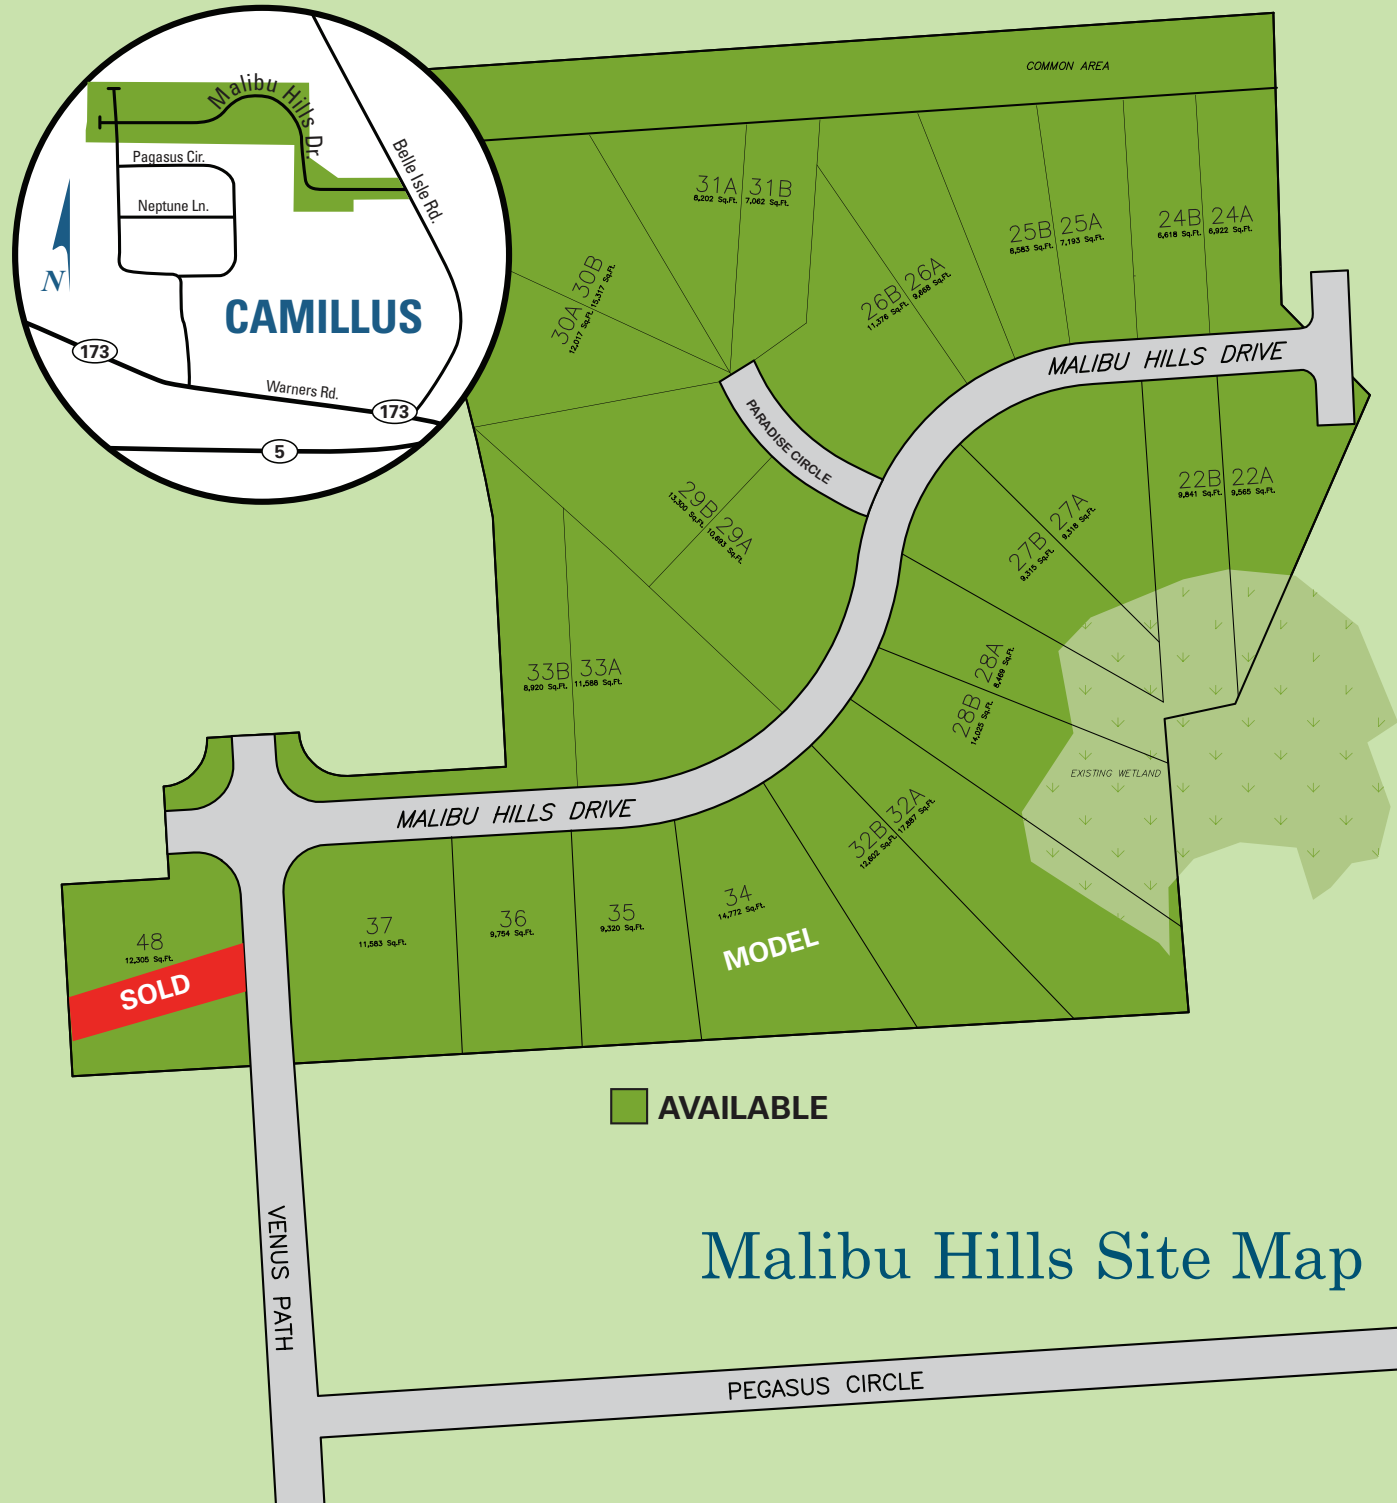 COMMON AREA
Malibu Hills Dr.
Belle Isle Rd.
Pagasus Cir.
Neptune Ln.
N
CAMILLUS
173
Warners Rd.
173
5
31A
8,202 Sq.Ft.
31B
7,062 Sq.Ft.
30A
12,017 Sq.Ft.
30B
15,317 Sq.Ft.
26B
11,376 Sq.Ft.
26A
9,668 Sq.Ft.
25B
6,583 Sq.Ft.
25A
7,193 Sq.Ft.
24B
6,618 Sq.Ft.
24A
6,922 Sq.Ft.
MALIBU HILLS DRIVE
PARADISE CIRCLE
29B
13,300 Sq.Ft.
29A
10,693 Sq.Ft.
27B
9,315 Sq.Ft.
27A
9,318 Sq.Ft.
22B
9,841 Sq.Ft.
22A
9,565 Sq.Ft.
33B
8,920 Sq.Ft.
33A
11,588 Sq.Ft.
28B
14,025 Sq.Ft.
28A
8,469 Sq.Ft.
EXISTING WETLAND
MALIBU HILLS DRIVE
32B
12,602 Sq.Ft.
32A
17,887 Sq.Ft.
48
12,305 Sq.Ft.
SOLD
37
11,583 Sq.Ft.
36
9,754 Sq.Ft.
35
9,320 Sq.Ft.
34
14,772 Sq.Ft.
MODEL
AVAILABLE
VENUS PATH
Malibu Hills Site Map
PEGASUS CIRCLE